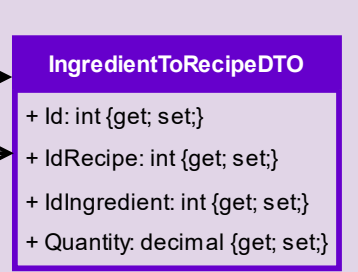 IngredientToRecipeDTO
+ Id: int {get; set;}
+ IdRecipe: int {get; set;}
+ IdIngredient: int {get; set;}
+ Quantity: decimal {get; set;}